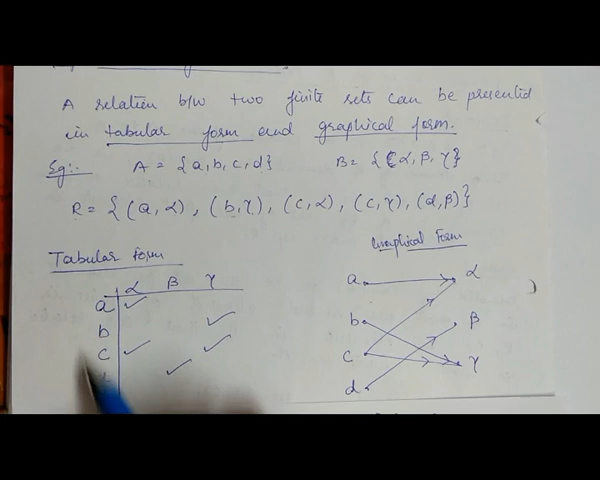 A relation b/w two finite sets can be presented
in tabular form and graphical form.
Eg:- A = {a, b, c, d} B = {α, β, γ}
R = {(a, α), (b, γ), (c, α), (c, γ), (d, β)}
Tabular form
α β γ
a ✓
b ✓
c ✓ ✓
✓
Graphical Form
a α
b β
c γ
d